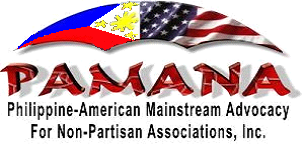 PAMANA
Philippine-American Mainstream Advocacy
For Non-Partisan Associations, Inc.